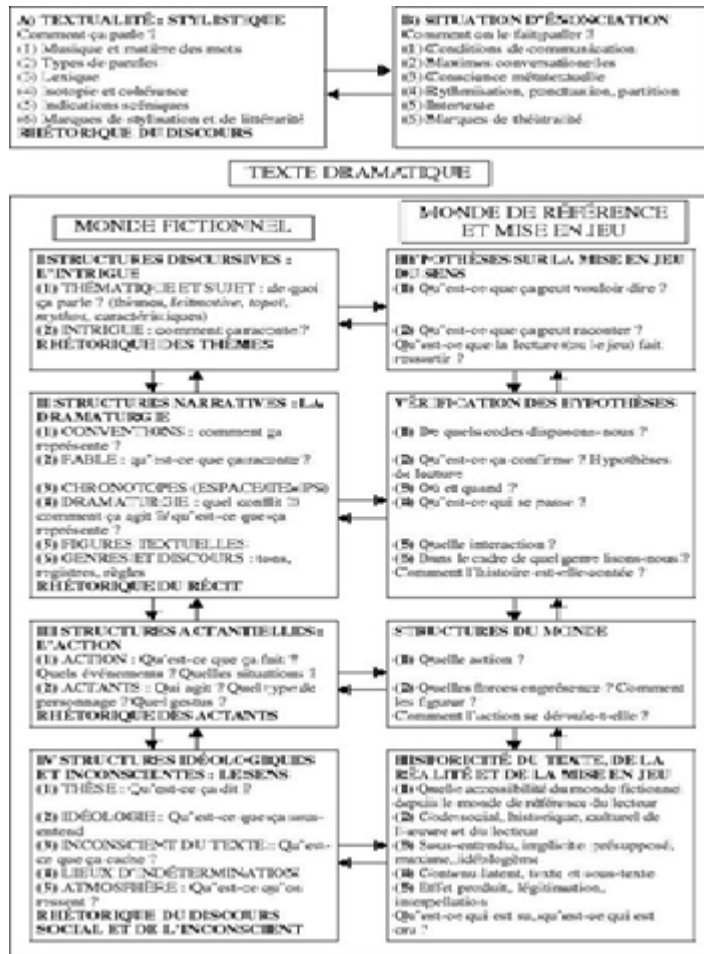 A) TEXTUALITÉ : STYLISTIQUE
Comment ça parle ?
(1) Musique et matière des mots
(2) Types de paroles
(3) Lexique
(4) Isotopie et cohérence
(5) Indications scéniques
(6) Marques de stylisation et de littérarité
RHÉTORIQUE DU DISCOURS
B) SITUATION D'ÉNONCIATION
Comment on le fait parler ?
(1) Conditions de communication
(2) Maximes conversationelles
(3) Conscience métatextuelle
(4) Rythmisation, ponctuation, partition
(5) Intertexte
(6) Marques de théâtralité
TEXTE DRAMATIQUE
MONDE FICTIONNEL
MONDE DE RÉFÉRENCE
ET MISE EN JEU
I STRUCTURES DISCURSIVES :
L'INTRIGUE
(1) THÉMATIQUE ET SUJET : de quoi
ça parle ? (thèmes, leitmotive, topoï,
mythos, caractéristiques)
(2) INTRIGUE : comment ça raconte ?
RHÉTORIQUE DES THÈMES
HYPOTHÈSES SUR LA MISE EN JEU
DU SENS
(1) Qu'est-ce que ça peut vouloir dire ?
(2) Qu'est-ce que ça peut raconter ?
Qu'est-ce que la lecture (ou le jeu) fait
ressortir ?
II STRUCTURES NARRATIVES : LA
DRAMATURGIE
(1) CONVENTIONS : comment ça
représente ?
(2) FABLE : qu'est-ce que ça raconte ?
(3) CHRONOTOPES (ESPACE/TEMPS)
(4) DRAMATURGIE : quel conflit ?/
comment ça agit ?/ qu'est-ce que ça
représente ?
(5) FIGURES TEXTUELLES
(6) GENRES ET DISCOURS : tons,
registres, règles
RHÉTORIQUE DU RÉCIT
VÉRIFICATION DES HYPOTHÈSES
(1) De quels codes disposons-nous ?
(2) Qu'est-ce ça confirme ? Hypothèses
de lecture
(3) Où et quand ?
(4) Qu'est-ce qui se passe ?
(5) Quelle interaction ?
(6) Dans le cadre de quel genre lisons-nous ?
Comment l'histoire est-elle contée ?
III STRUCTURES ACTANTIELLES :
L'ACTION
(1) ACTION : Qu'est-ce que ça fait ?
Quels événements ? Quelles situations ?
(2) ACTANTS : Qui agit ? Quel type de
personnage ? Quel gestus ?
RHÉTORIQUE DES ACTANTS
STRUCTURES DU MONDE
(1) Quelle action ?
(2) Quelles forces en présence ? Comment
les figurer ?
Comment l'action se déroule-t-elle ?
IV STRUCTURES IDÉOLOGIQUES
ET INCONSCIENTES : LE SENS
(1) THÈSE : Qu'est-ce ça dit ?
(2) IDÉOLOGIE : Qu'est-ce que ça sous-
entend
(3) INCONSCIENT DU TEXTE : Qu'est-
ce que ça cache ?
(4) LIEUX D'INDÉTERMINATION
(5) ATMOSPHÈRE : Qu'est-ce qu'on
ressent ?
RHÉTORIQUE DU DISCOURS
SOCIAL ET DE L'INCONSCIENT
HISTORICITÉ DU TEXTE, DE LA
RÉALITÉ ET DE LA MISE EN JEU
(1) Quelle accessibilité du monde fictionnel
depuis le monde de référence du lecteur
(2) Code social, historique, culturel de
l'œuvre et du lecteur
(3) Sous-entendu, implicite, présupposé,
maxime, idéologème
(4) Contenu latent, texte et sous-texte
(5) Effet produit, légitimation,
interpellation
Qu'est-ce qui est su, qu'est-ce qui est
cru ?